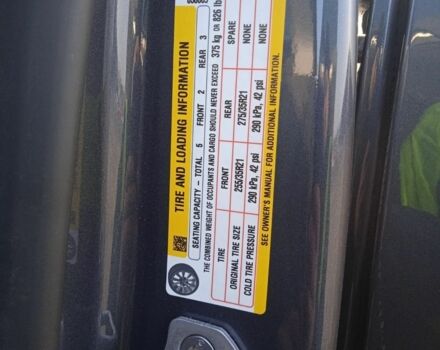 030003
TIRE AND LOADING INFORMATION
SEATING CAPACITY – TOTAL 5 FRONT 2 REAR 3
THE COMBINED WEIGHT OF OCCUPANTS AND CARGO SHOULD NEVER EXCEED 375 kg OR 826 lb
TIRE FRONT REAR SPARE
ORIGINAL TIRE SIZE 255/35R21 275/35R21 NONE
COLD TIRE PRESSURE 290 kPa, 42 psi 290 kPa, 42 psi NONE
SEE OWNER'S MANUAL FOR ADDITIONAL INFORMATION.